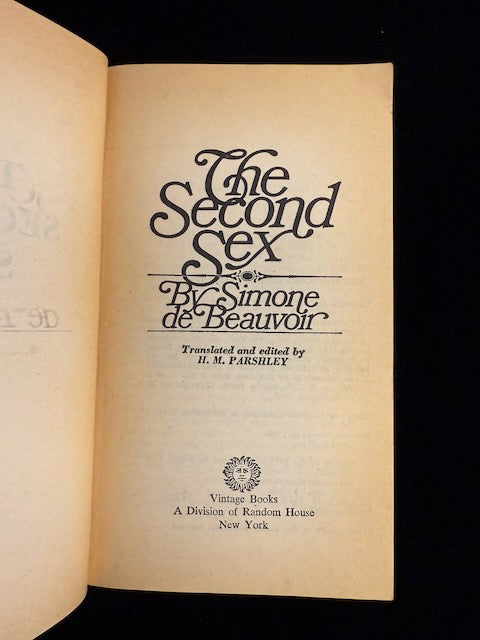 The
Second
Sex
By Simone
de Beauvoir
Translated and edited by
H. M. PARSHLEY
Vintage Books
A Division of Random House
New York